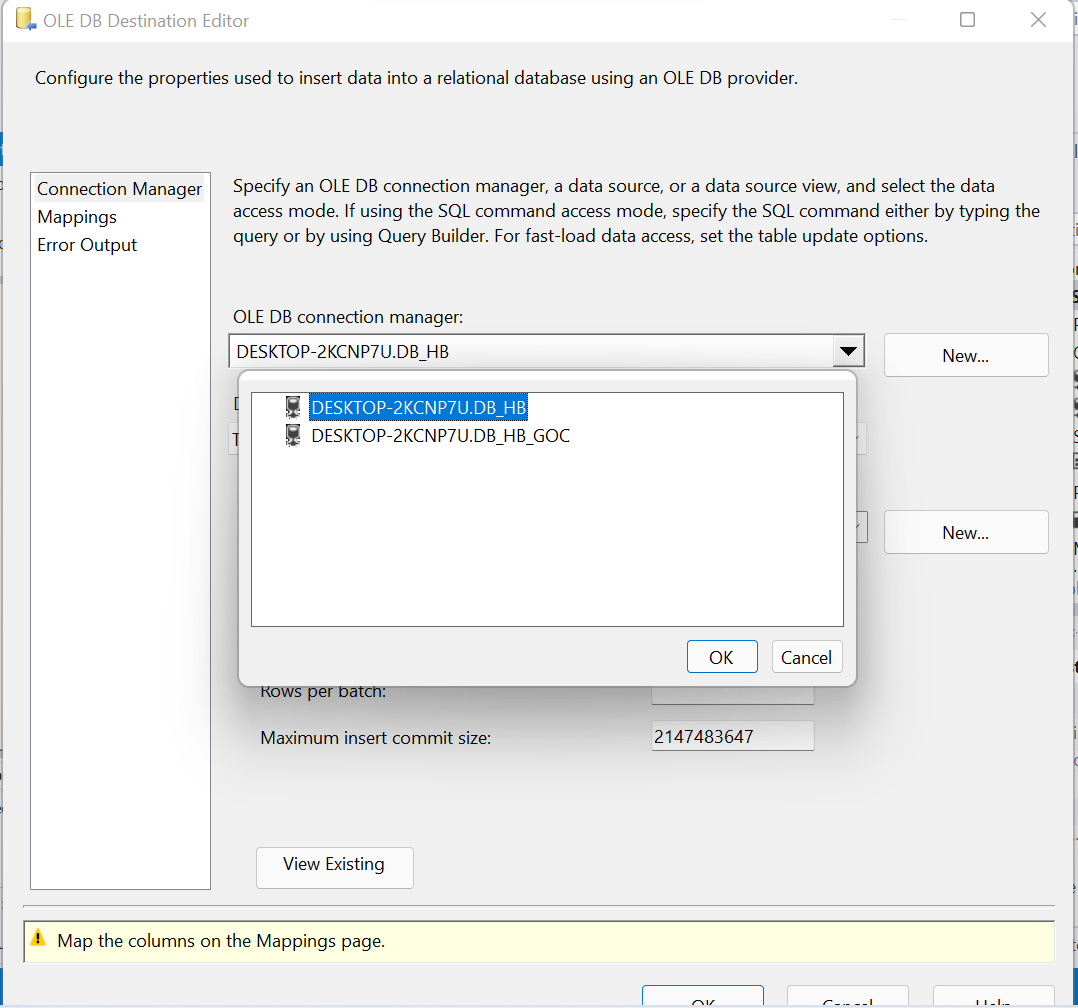 OLE DB Destination Editor
Configure the properties used to insert data into a relational database using an OLE DB provider.
Connection Manager
Mappings
Error Output
Specify an OLE DB connection manager, a data source, or a data source view, and select the data
access mode. If using the SQL command access mode, specify the SQL command either by typing the
query or by using Query Builder. For fast-load data access, set the table update options.
OLE DB connection manager:
DESKTOP-2KCNP7U.DB_HB
New...
DESKTOP-2KCNP7U.DB_HB
DESKTOP-2KCNP7U.DB_HB_GOC
New...
OK
Cancel
Rows per batch:
Maximum insert commit size:
2147483647
View Existing
Map the columns on the Mappings page.
OK
Cancel
Help